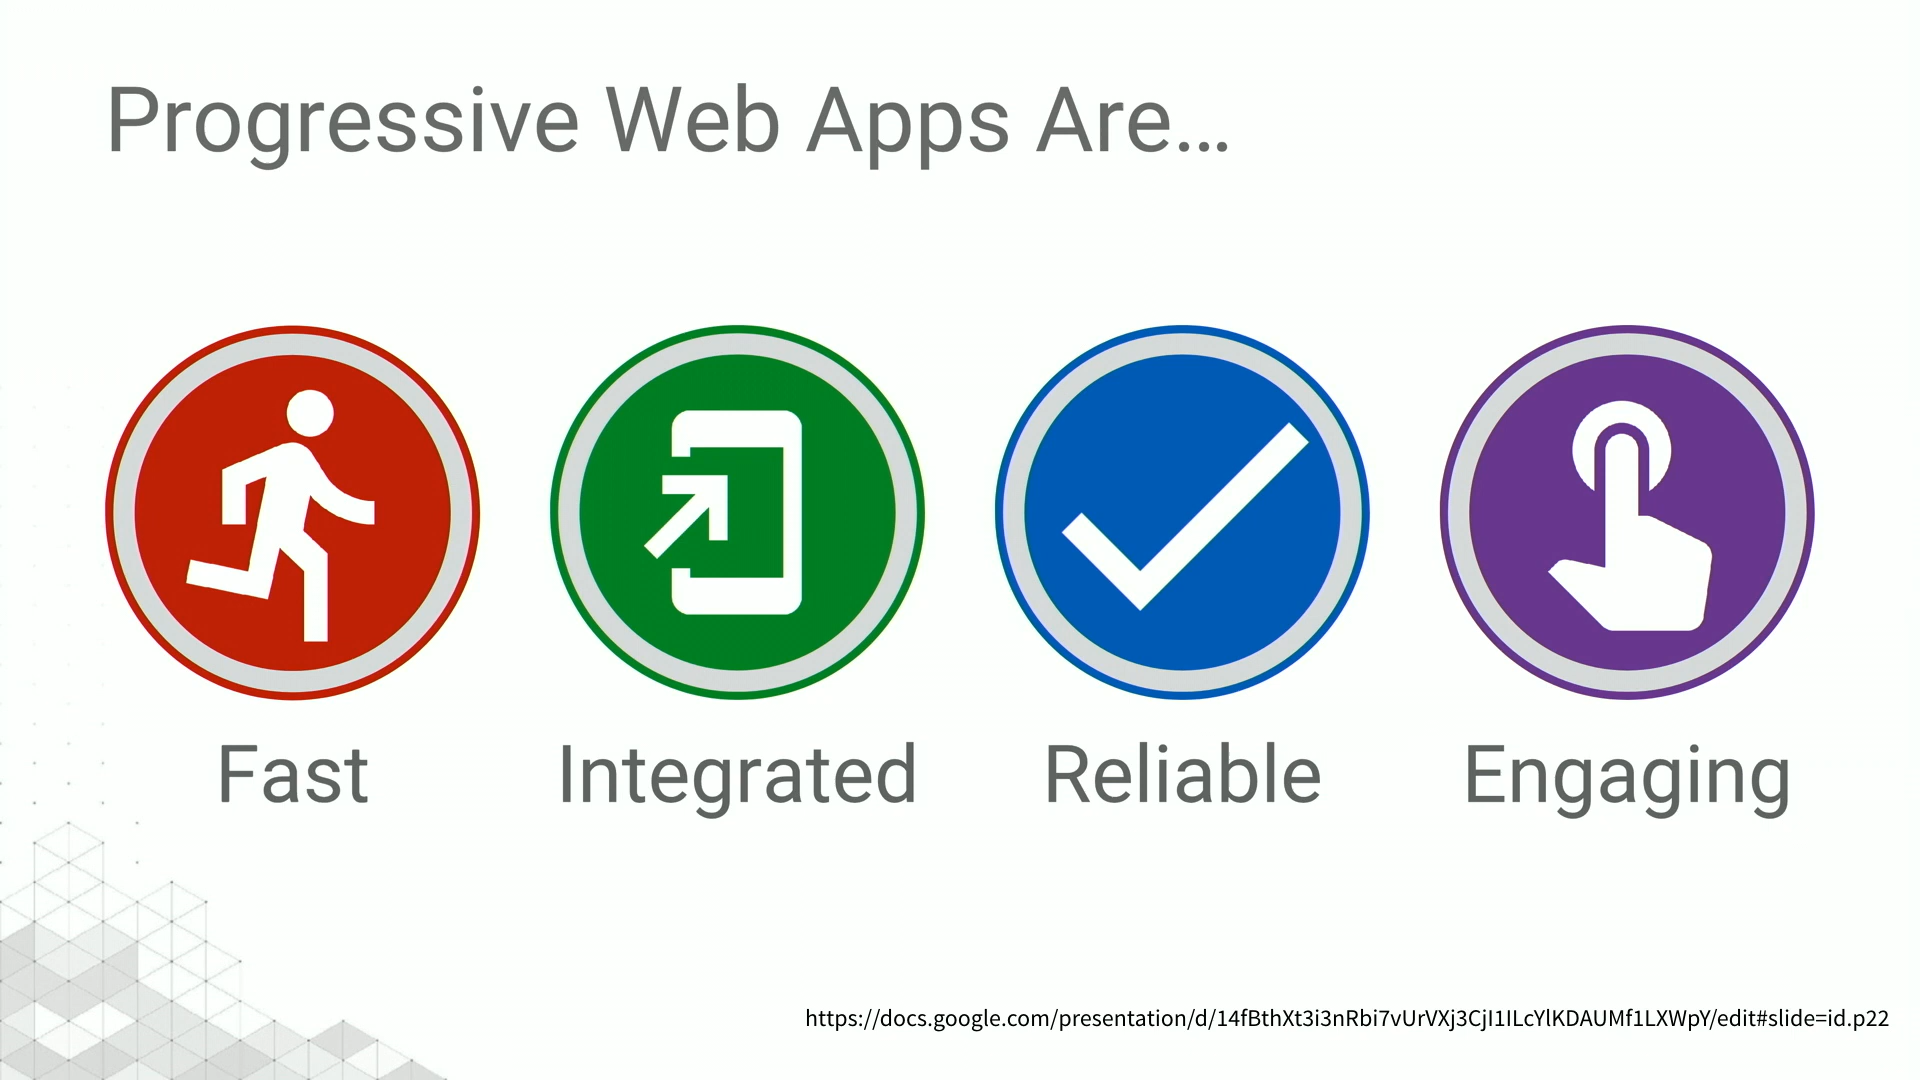 Progressive Web Apps Are…
Fast
Integrated
Reliable
Engaging
https://docs.google.com/presentation/d/14fBthXt3i3nRbi7vUrVXj3CjI1ILcYlKDAUMf1LXWpY/edit#slide=id.p22